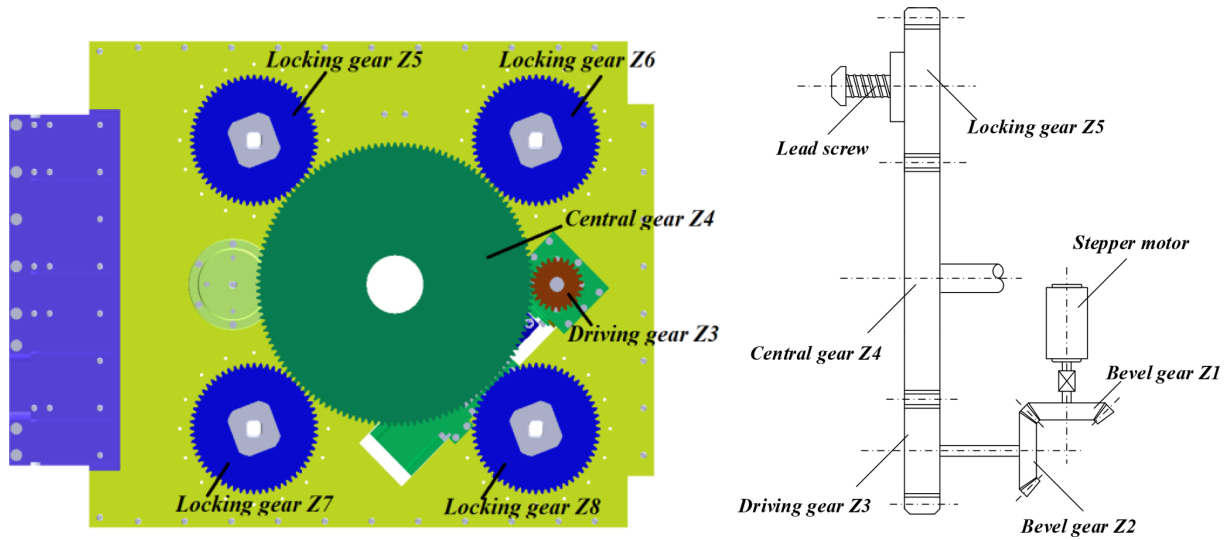 Locking gear Z5
Locking gear Z6
Central gear Z4
Driving gear Z3
Locking gear Z7
Locking gear Z8
Lead screw
Locking gear Z5
Stepper motor
Central gear Z4
Bevel gear Z1
Driving gear Z3
Bevel gear Z2